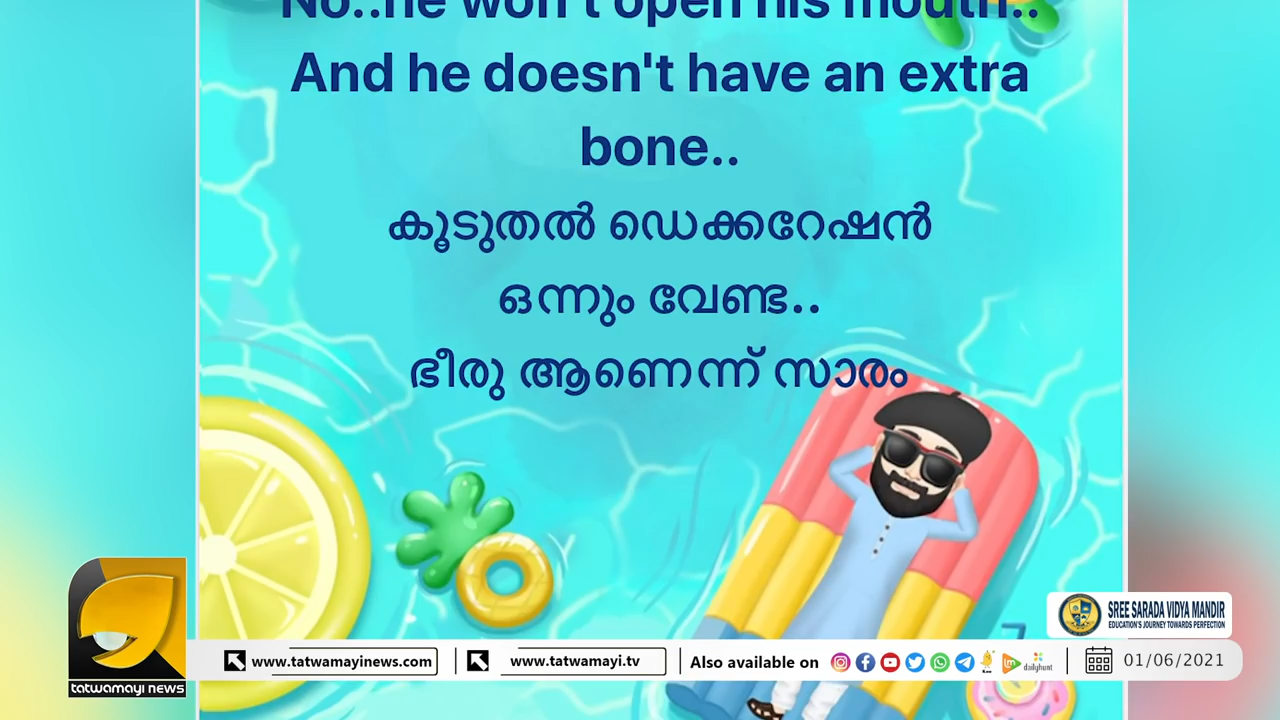 No..he won't open his mouth..
And he doesn't have an extra
bone..
കൂടുതൽ ഡെക്കറേഷൻ
ഒന്നും വേണ്ട..
ഭീരു ആണെന്ന് സാരം
SREE SARADA VIDYA MANDIR
EDUCATION'S JOURNEY TOWARDS PERFECTION
www.tatwamayinews.com
www.tatwamayi.tv
Also available on
dailyhunt
01/06/2021
tatwamayi news